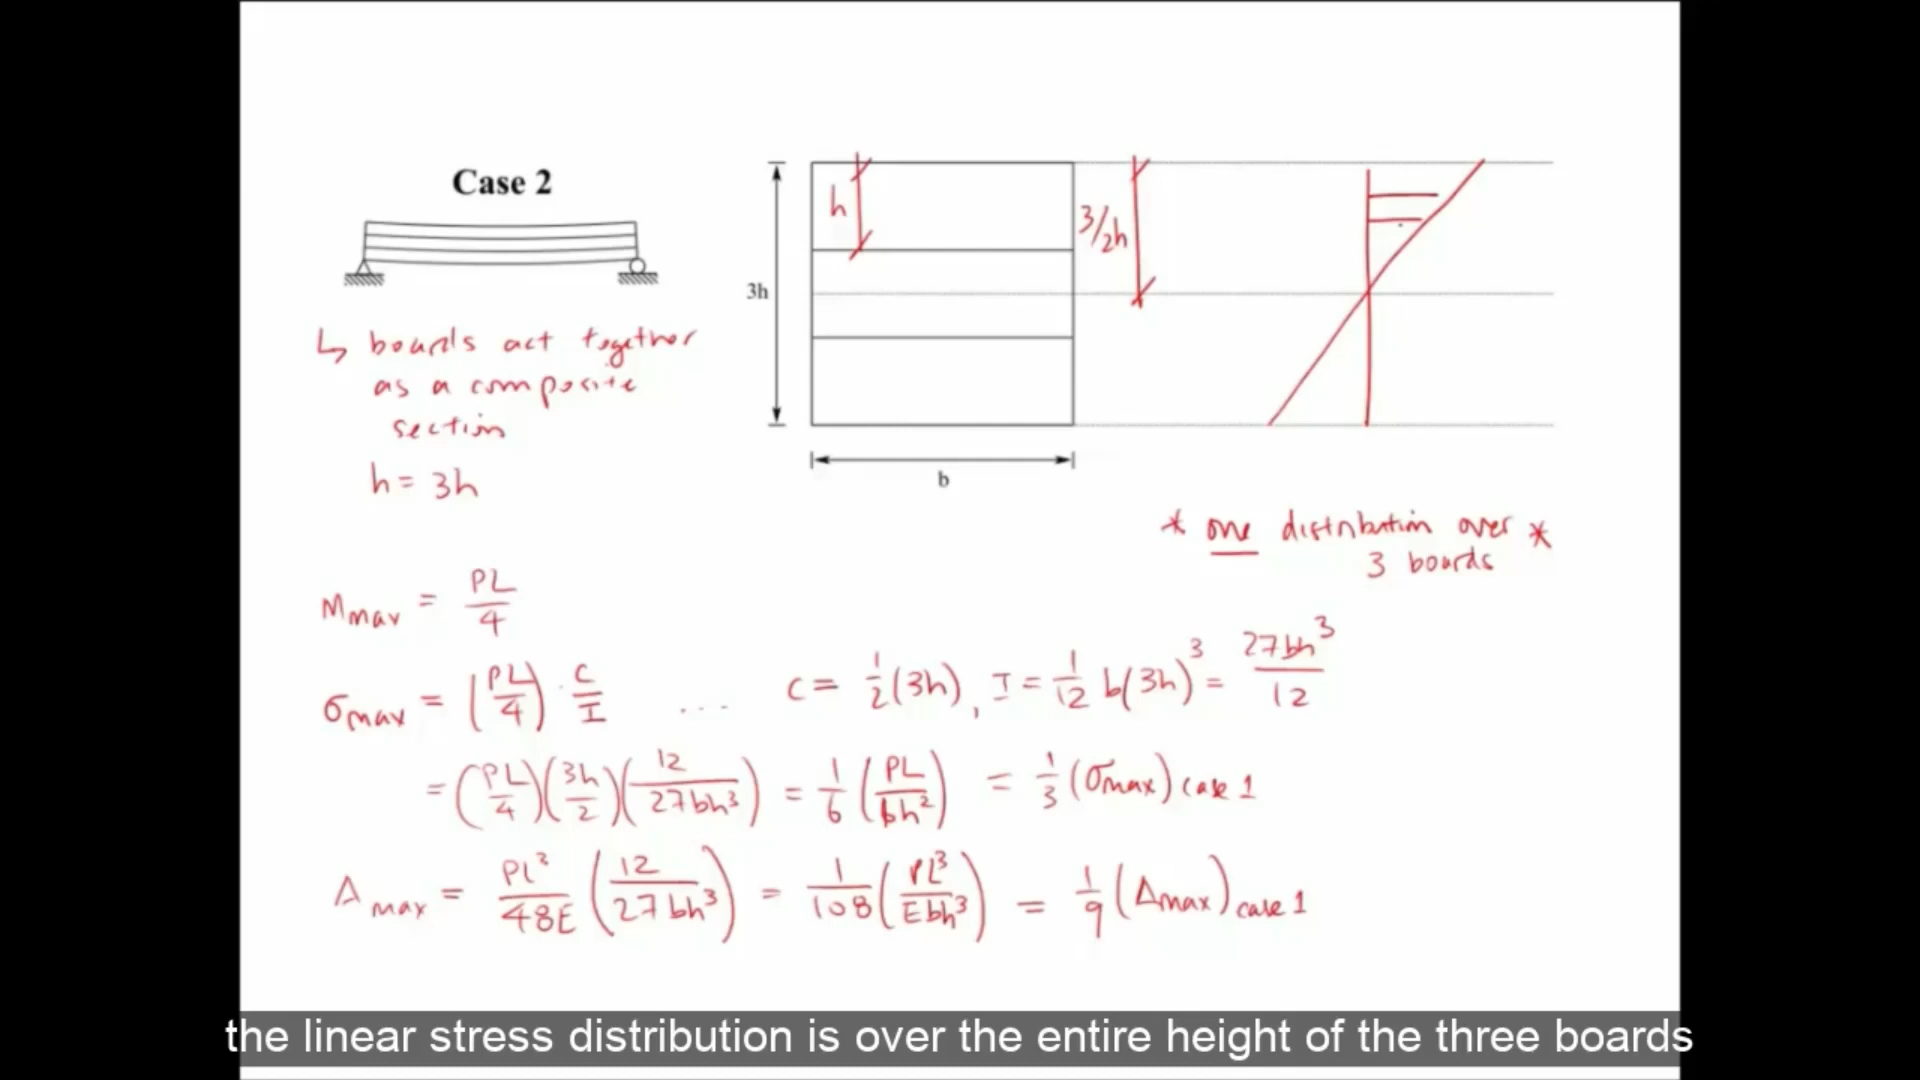 Case 2
h
3/2h
3h
b
↳ boards act together
as a composite
section
h = 3h
* one distribution over *
3 boards
Mmax = PL/4
σmax = (PL/4) · C/I ... C = 1/2 (3h), I = 1/12 b(3h)³ = 27bh³/12
= (PL/4)(3h/2)(12/27bh³) = 1/6 (PL/bh²) = 1/3 (σmax) case 1
Δmax = PL³/48E (12/27bh³) = 1/108 (PL³/Ebh³) = 1/9 (Δmax) case 1
the linear stress distribution is over the entire height of the three boards